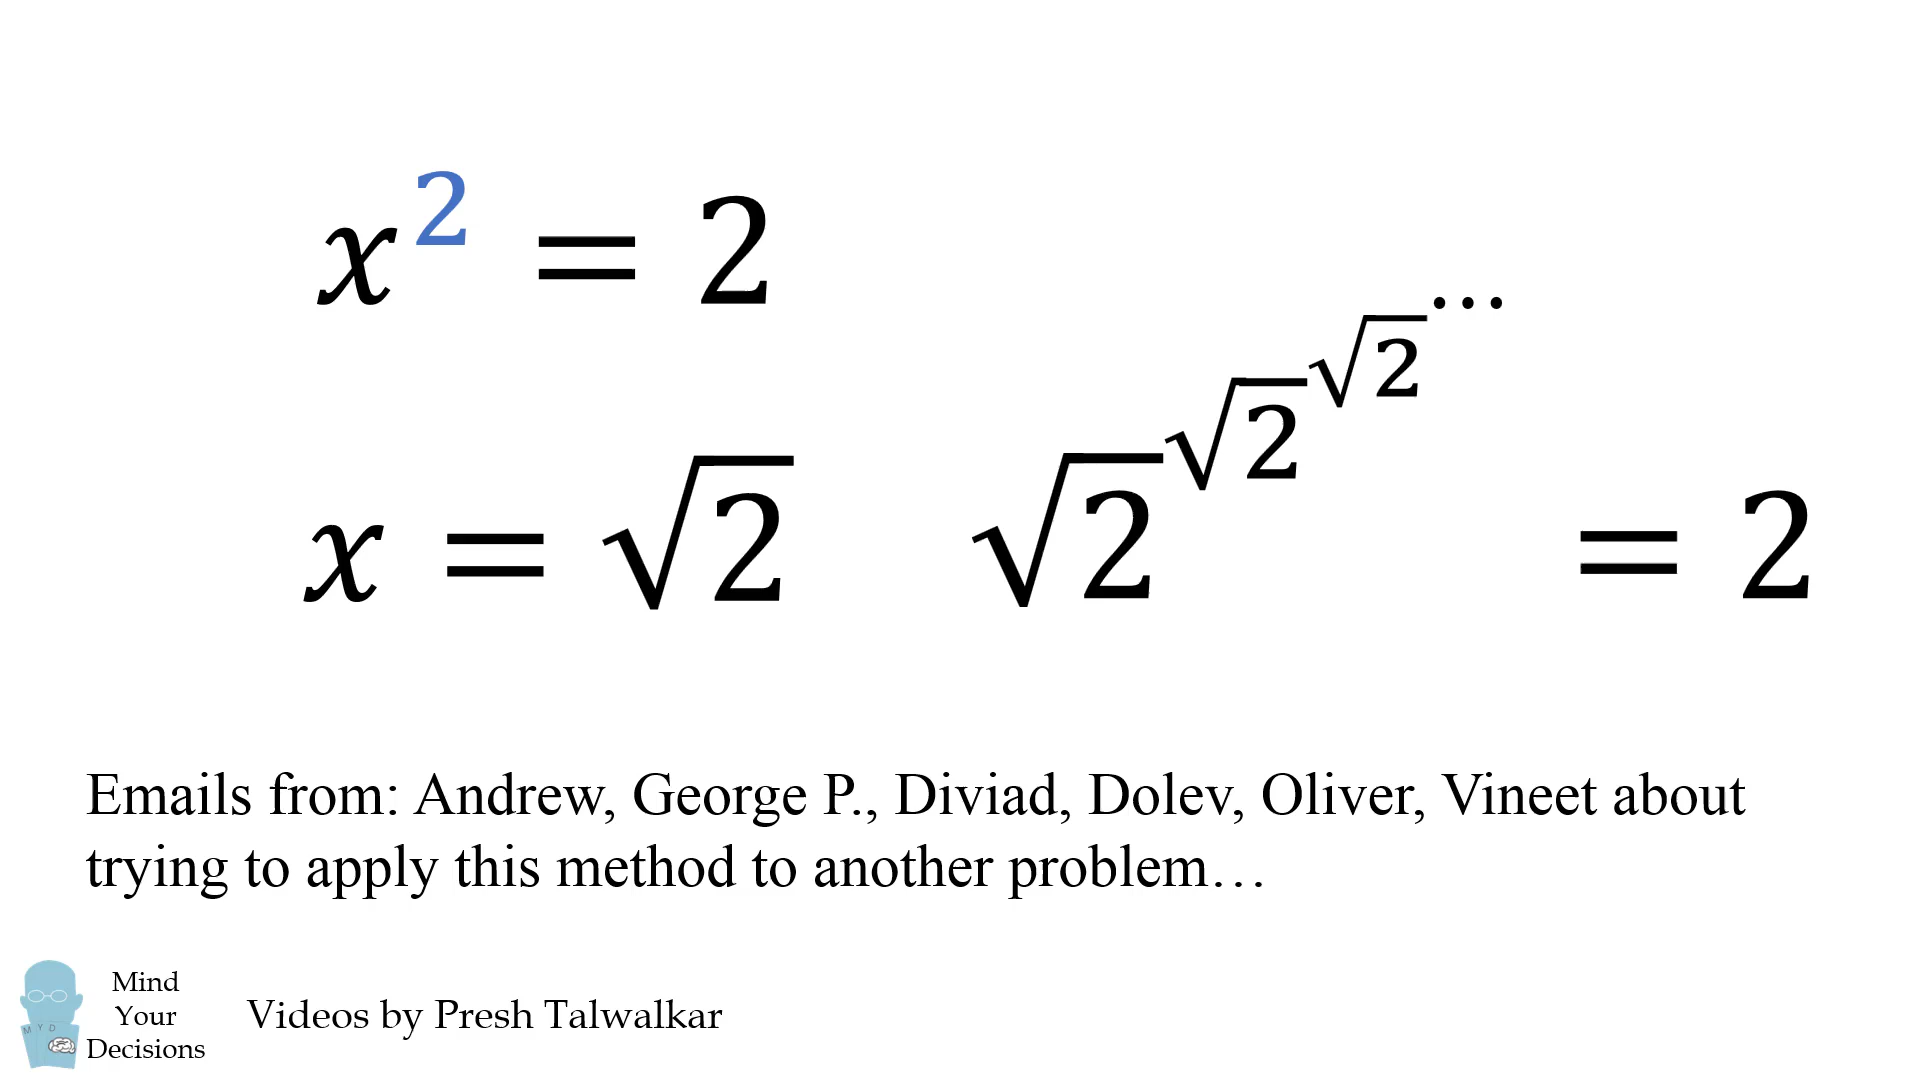 x² = 2
x = √2
√2^√2^√2^… = 2
Emails from: Andrew, George P., Diviad, Dolev, Oliver, Vineet about
trying to apply this method to another problem…
M Y D
Mind
Your
Decisions
Videos by Presh Talwalkar